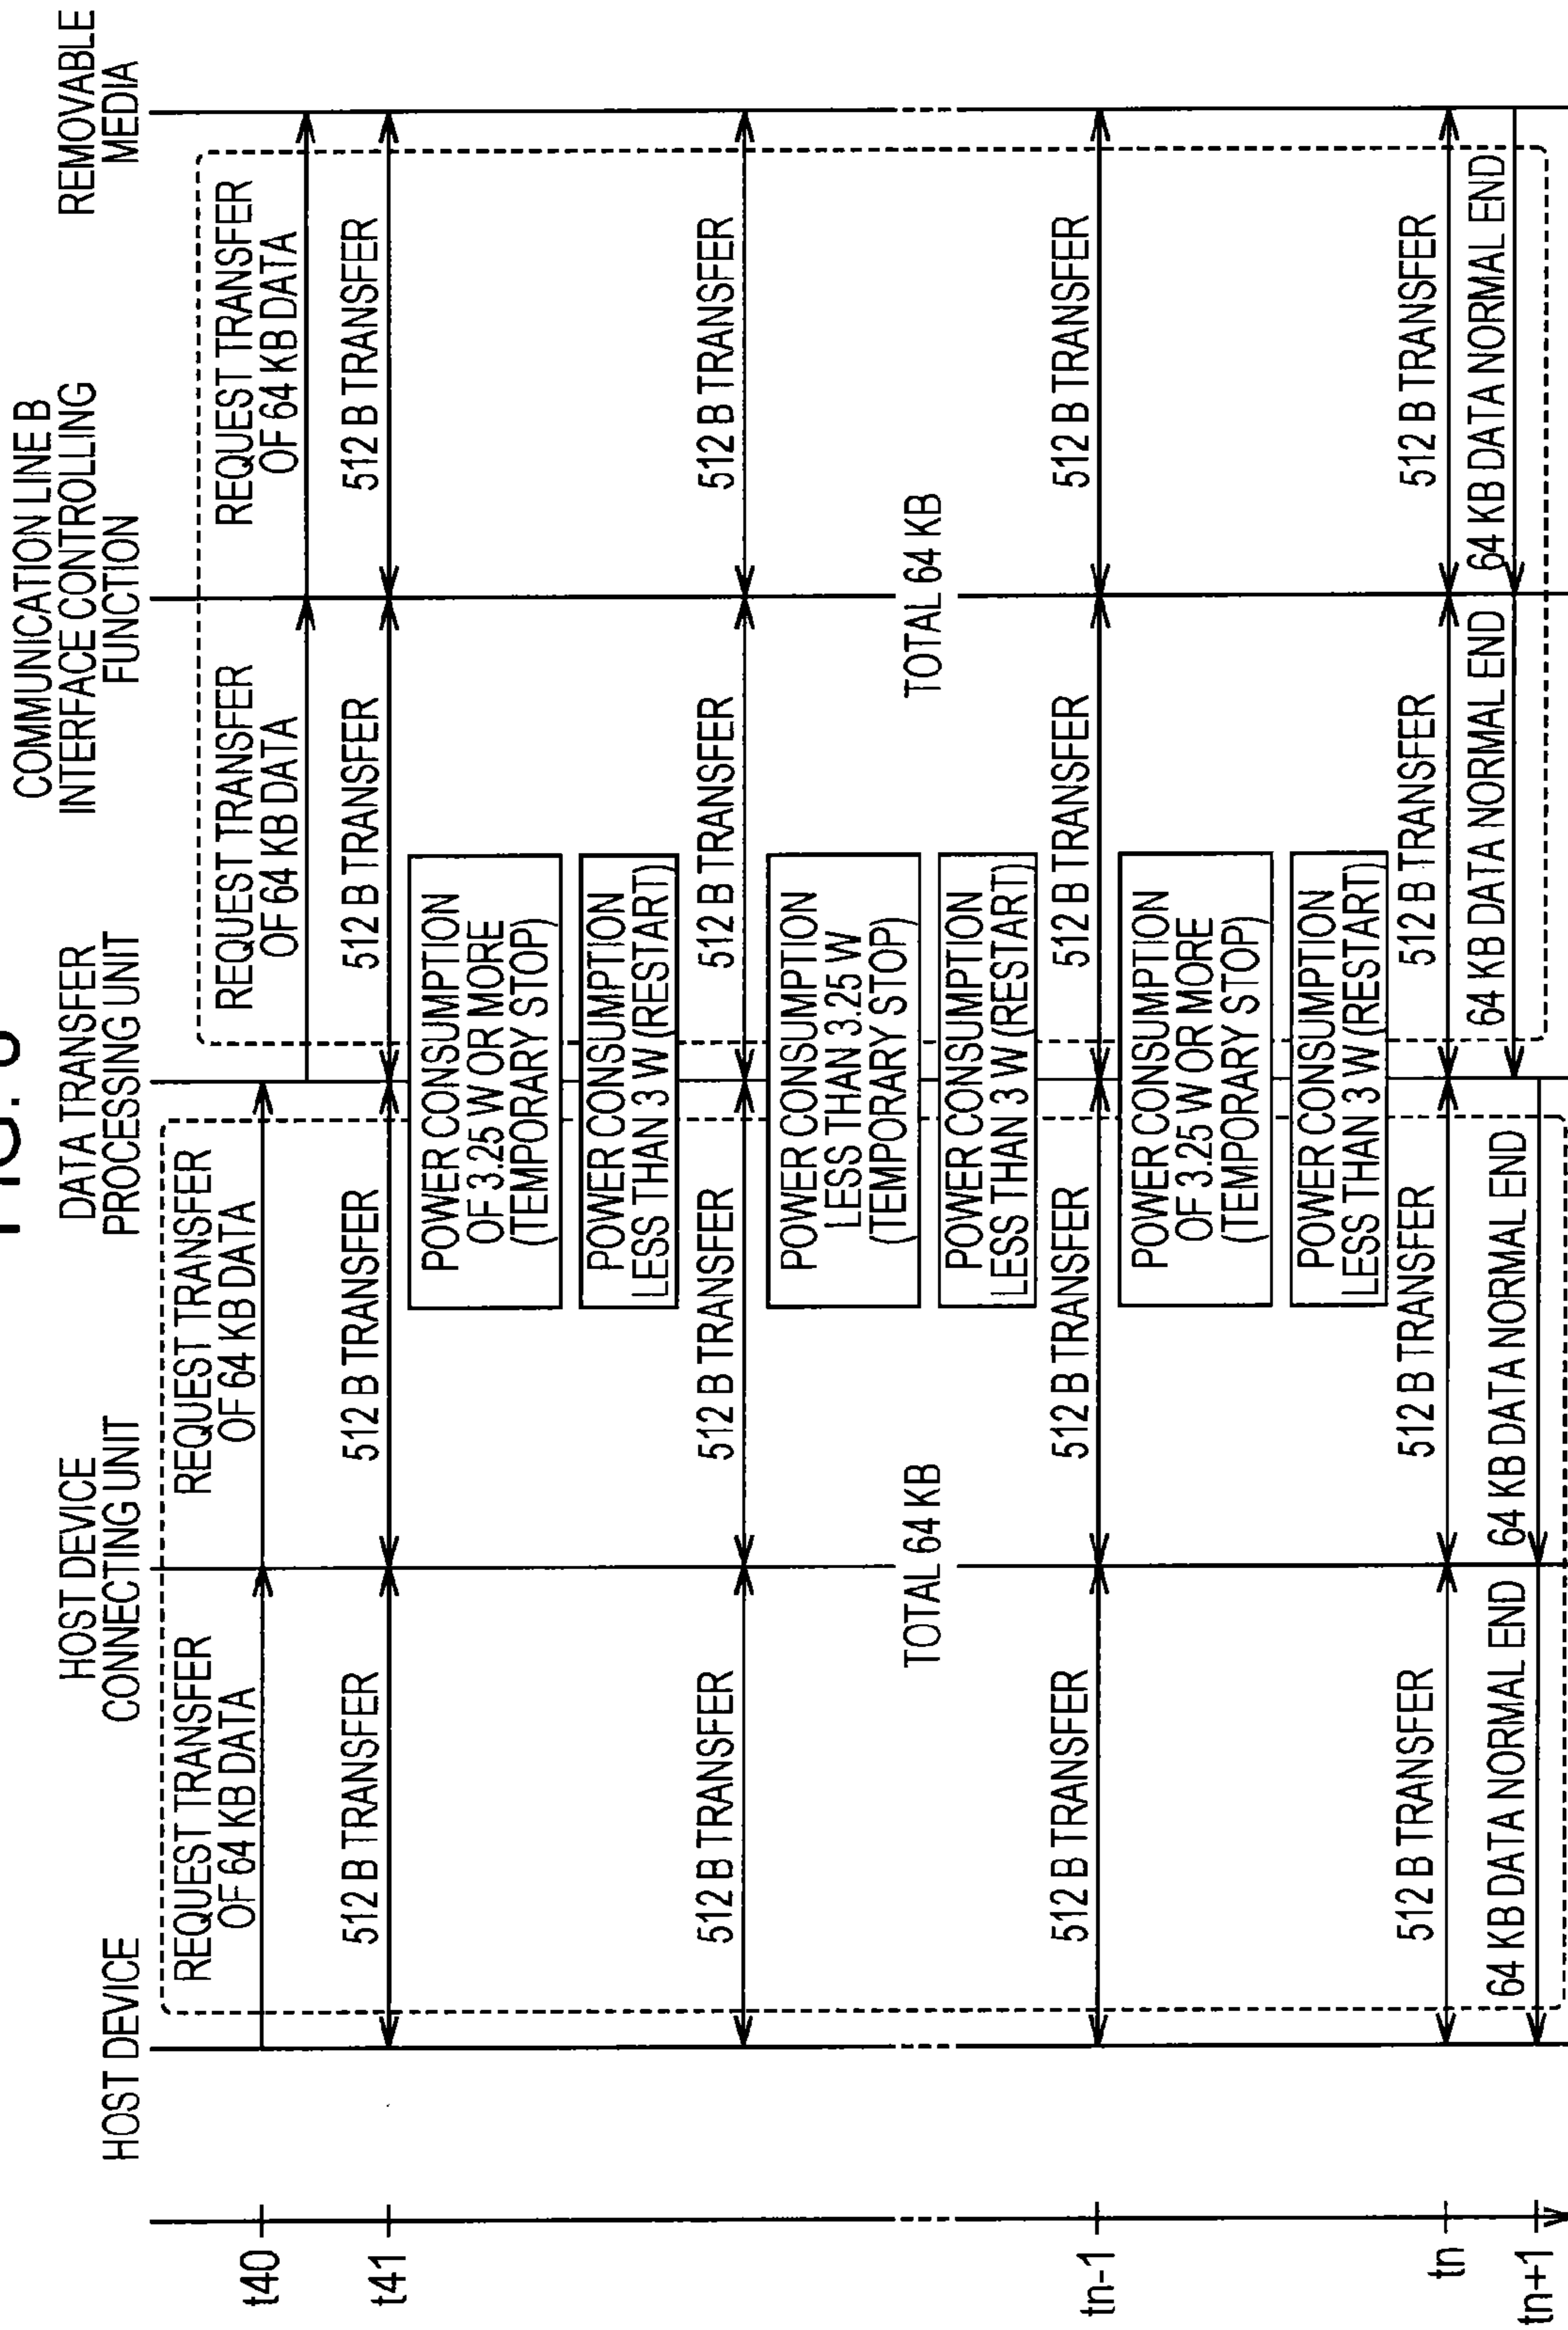 HOST DEVICE
HOST DEVICE
CONNECTING UNIT
DATA TRANSFER
PROCESSING UNIT
COMMUNICATION LINE B
INTERFACE CONTROLLING
FUNCTION
REMOVABLE
MEDIA
t40
REQUEST TRANSFER
OF 64 KB DATA
REQUEST TRANSFER
OF 64 KB DATA
REQUEST TRANSFER
OF 64 KB DATA
REQUEST TRANSFER
OF 64 KB DATA
t41
512 B TRANSFER
512 B TRANSFER
512 B TRANSFER
512 B TRANSFER
POWER CONSUMPTION
OF 3.25 W OR MORE
(TEMPORARY STOP)
POWER CONSUMPTION
LESS THAN 3 W (RESTART)
512 B TRANSFER
512 B TRANSFER
512 B TRANSFER
512 B TRANSFER
POWER CONSUMPTION
LESS THAN 3.25 W
(TEMPORARY STOP)
TOTAL 64 KB
TOTAL 64 KB
POWER CONSUMPTION
LESS THAN 3 W (RESTART)
tn-1
512 B TRANSFER
512 B TRANSFER
512 B TRANSFER
512 B TRANSFER
POWER CONSUMPTION
OF 3.25 W OR MORE
(TEMPORARY STOP)
POWER CONSUMPTION
LESS THAN 3 W (RESTART)
tn
512 B TRANSFER
512 B TRANSFER
512 B TRANSFER
512 B TRANSFER
tn+1
64 KB DATA NORMAL END
64 KB DATA NORMAL END
64 KB DATA NORMAL END
64 KB DATA NORMAL END